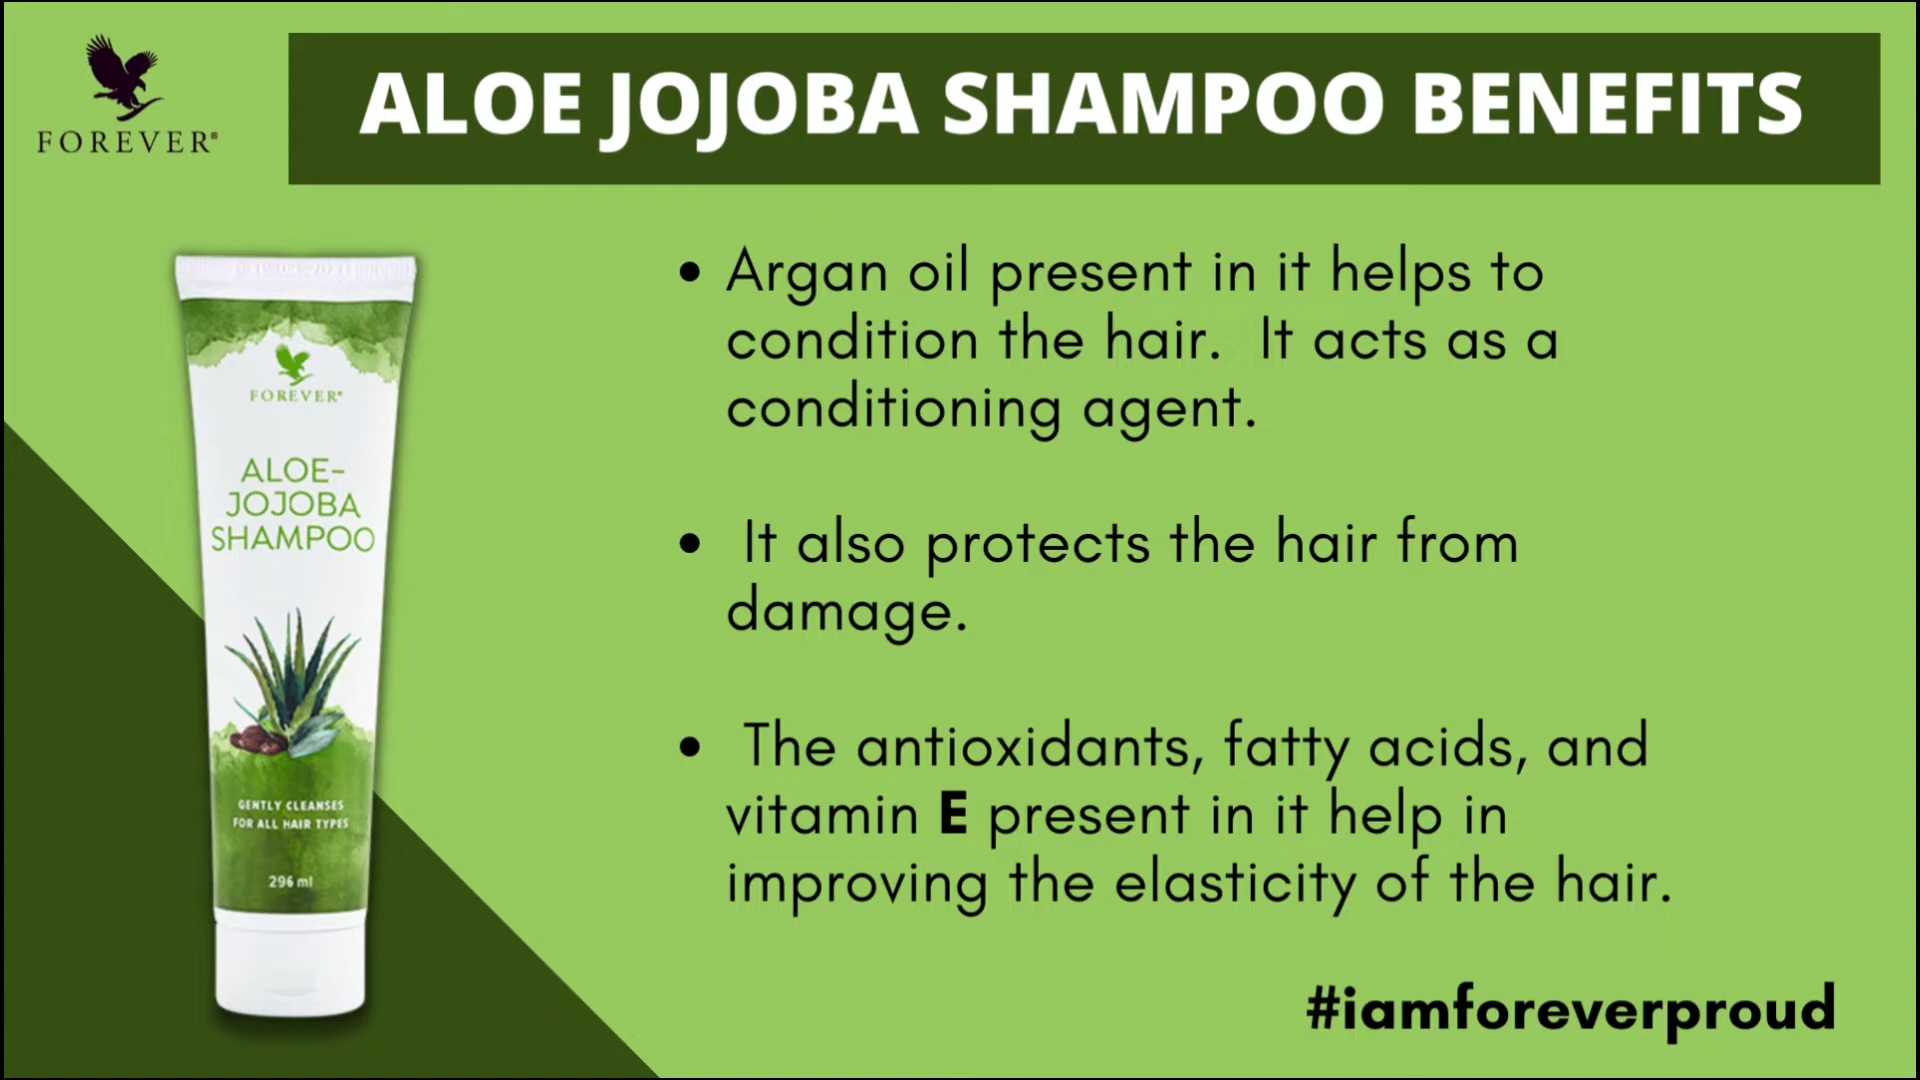 FOREVER®
ALOE JOJOBA SHAMPOO BENEFITS
• Argan oil present in it helps to
condition the hair. It acts as a
conditioning agent.
• It also protects the hair from
damage.
• The antioxidants, fatty acids, and
vitamin E present in it help in
improving the elasticity of the hair.
#iamforeverproud
FOREVER®
ALOE-
JOJOBA
SHAMPOO
GENTLY CLEANSES
FOR ALL HAIR TYPES
296 ml